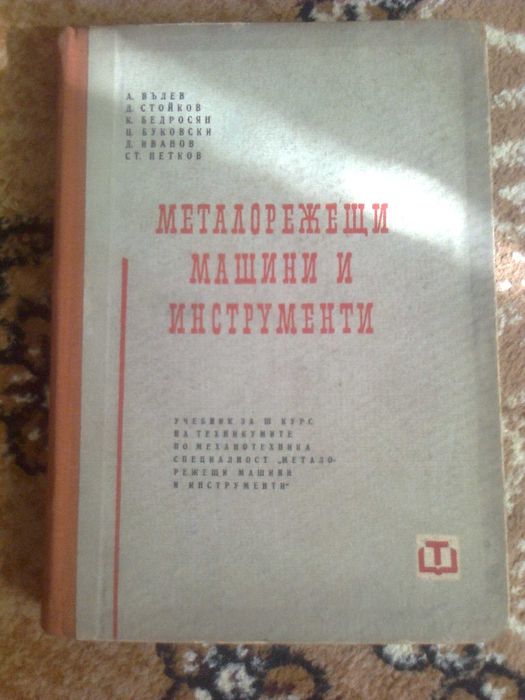 А. ВЪЛЕВ
Д. СТОЙКОВ
К. БЕДРОСЯН
Ц. БУКОВСКИ
Д. ИВАНОВ
СТ. ПЕТКОВ
МЕТАЛОРЕЖЕЩИ
МАШИНИ И
ИНСТРУМЕНТИ
УЧЕБНИК ЗА III КУРС
НА ТЕХНИКУМИТЕ
ПО МЕХАНОТЕХНИКА
СПЕЦИАЛНОСТ „МЕТАЛО-
РЕЖЕЩИ МАШИНИ
И ИНСТРУМЕНТИ“
Т